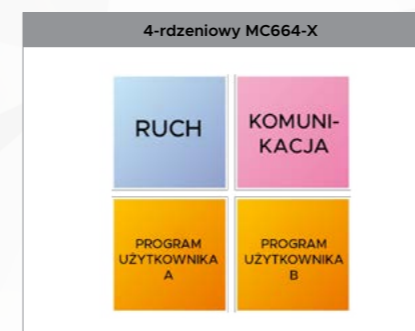 4-rdzeniowy MC664-X
RUCH
KOMUNI-
KACJA
PROGRAM
UŻYTKOWNIKA
A
PROGRAM
UŻYTKOWNIKA
B